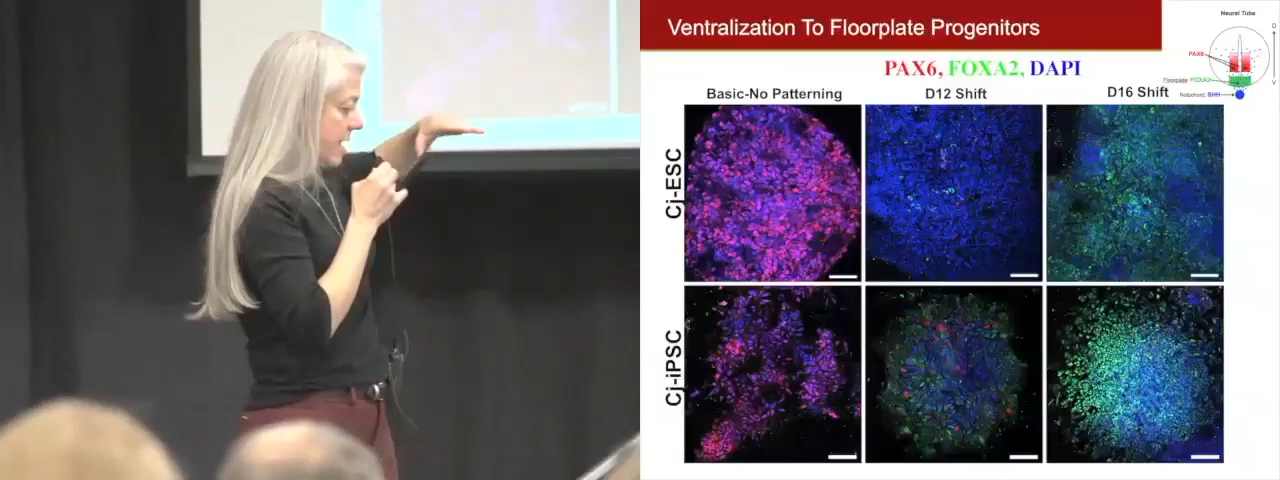 Ventralization To Floorplate Progenitors
Neural Tube
D
PAX6
Floorplate: FOXA2
V
Notochord: SHH
PAX6, FOXA2, DAPI
Basic-No Patterning
D12 Shift
D16 Shift
Cj-ESC
Cj-iPSC